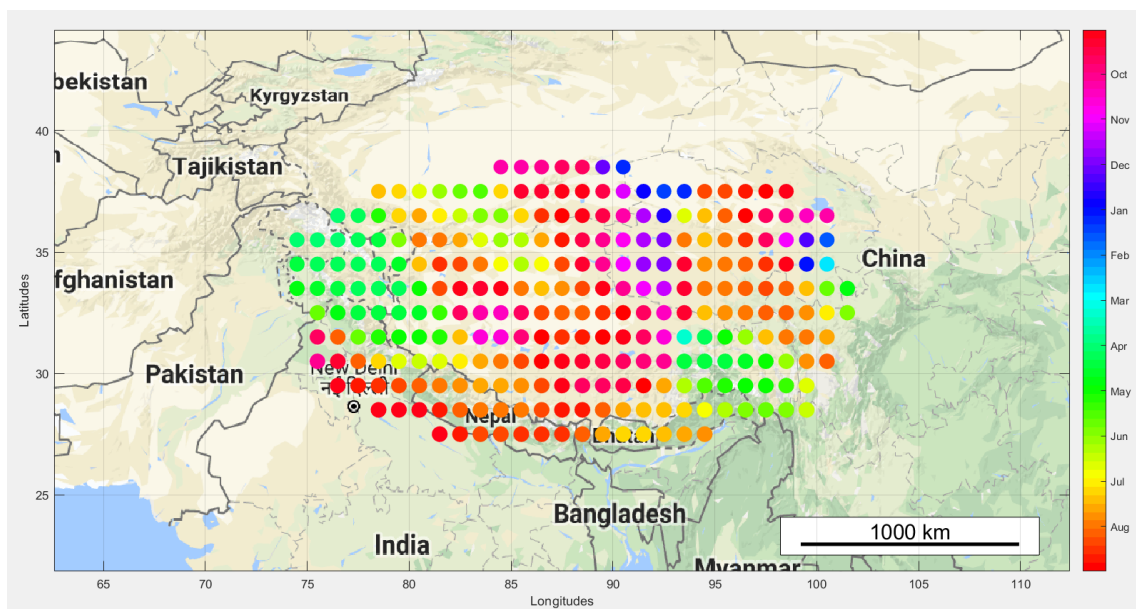 bekistan
Kyrgyzstan
40
Tajikistan
35
China
fghanistan
Pakistan
30
New Delhi
Nepal
Bhutan
25
Bangladesh
India
Myanmar
1000 km
65 70 75 80 85 90 95 100 105 110
Longitudes
Latitudes
Oct
Nov
Dec
Jan
Feb
Mar
Apr
May
Jun
Jul
Aug